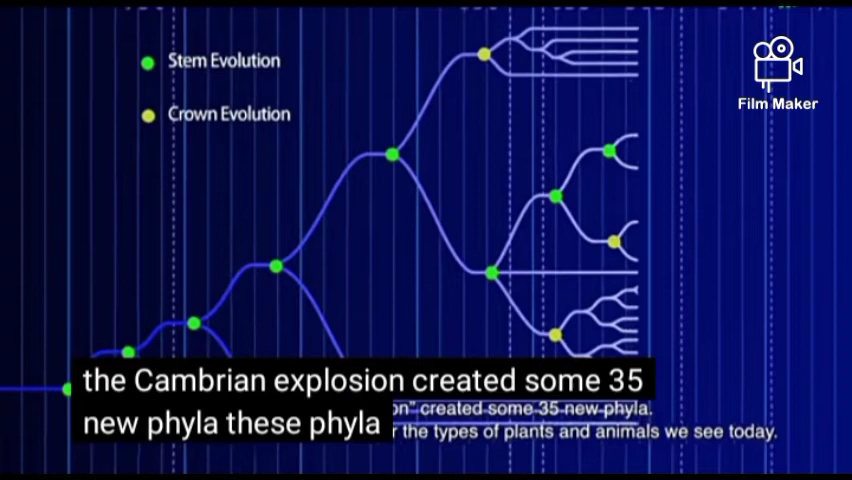 Stem Evolution
Crown Evolution
Film Maker
the Cambrian explosion created some 35
new phyla these phyla
on" created some 35 new phyla.
r the types of plants and animals we see today.